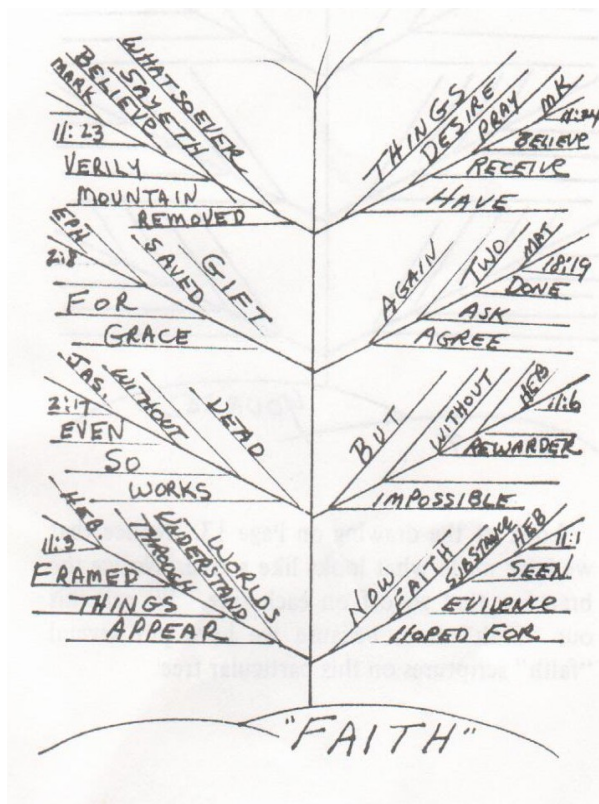 WHATSOEVER
SAYETH
BELIEVE
MARK
11:23
VERILY
MOUNTAIN
REMOVED
THINGS
DESIRE
PRAY
MK
11:24
BELIEVE
RECEIVE
HAVE
EPH
2:8
SAVED
GIFT
FOR
GRACE
AGAIN
TWO
MAT
18:19
DONE
ASK
AGREE
JAS.
2:17
WITHOUT
DEAD
EVEN
SO
WORKS
BUT
WITHOUT
HEB
11:6
REWARDER
IMPOSSIBLE
HEB.
11:3
THROUGH
UNDERSTAND
WORDS
FRAMED
THINGS
APPEAR
NOW
FAITH
SUBSTANCE
HEB
11:1
SEEN
EVIDENCE
HOPED FOR
"FAITH"